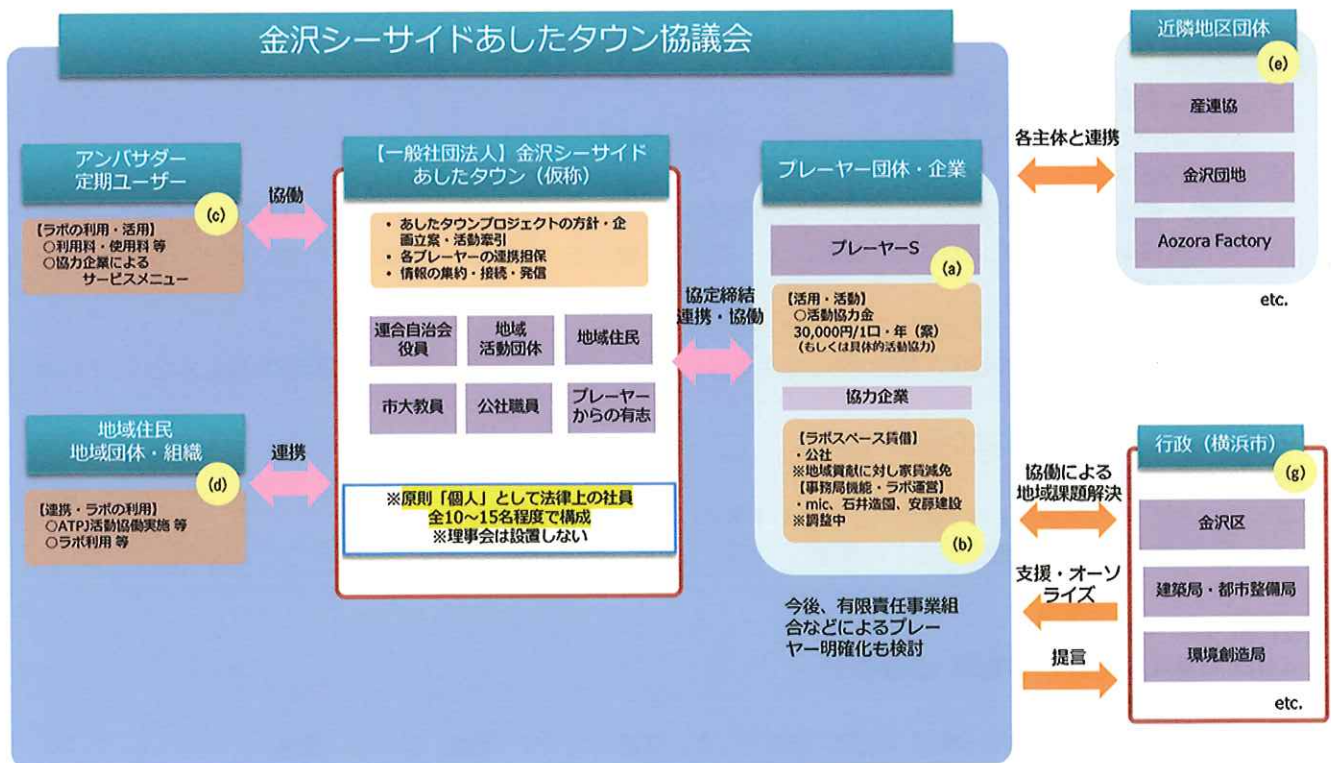 金沢シーサイドあしたタウン協議会
アンバサダー
定期ユーザー
(c)
【ラボの利用・活用】
○利用料・使用料 等
○協力企業による
サービスメニュー
協働
地域住民
地域団体・組織
(d)
【連携・ラボの利用】
○ATPJ活動協働実施 等
○ラボ利用 等
連携
【一般社団法人】金沢シーサイド
あしたタウン（仮称）
• あしたタウンプロジェクトの方針・企
画立案・活動牽引
• 各プレーヤーの連携担保
• 情報の集約・接続・発信
連合自治会
役員
地域
活動団体
地域住民
市大教員
公社職員
プレーヤー
からの有志
※原則「個人」として法律上の社員
全10～15名程度で構成
※理事会は設置しない
協定締結
連携・協働
プレーヤー団体・企業
プレーヤーS
(a)
【活用・活動】
○活動協力金
30,000円/1口・年（案）
（もしくは具体的活動協力）
協力企業
【ラボスペース賃借】
・公社
※地域貢献に対し家賃減免
【事務局機能・ラボ運営】
・mic、石井造園、安藤建設
※調整中
(b)
今後、有限責任事業組
合などによるプレー
ヤー明確化も検討
各主体と連携
近隣地区団体
(e)
産連協
金沢団地
Aozora Factory
etc.
協働による
地域課題解決
支援・オーソ
ライズ
提言
行政（横浜市）
(g)
金沢区
建築局・都市整備局
環境創造局
etc.